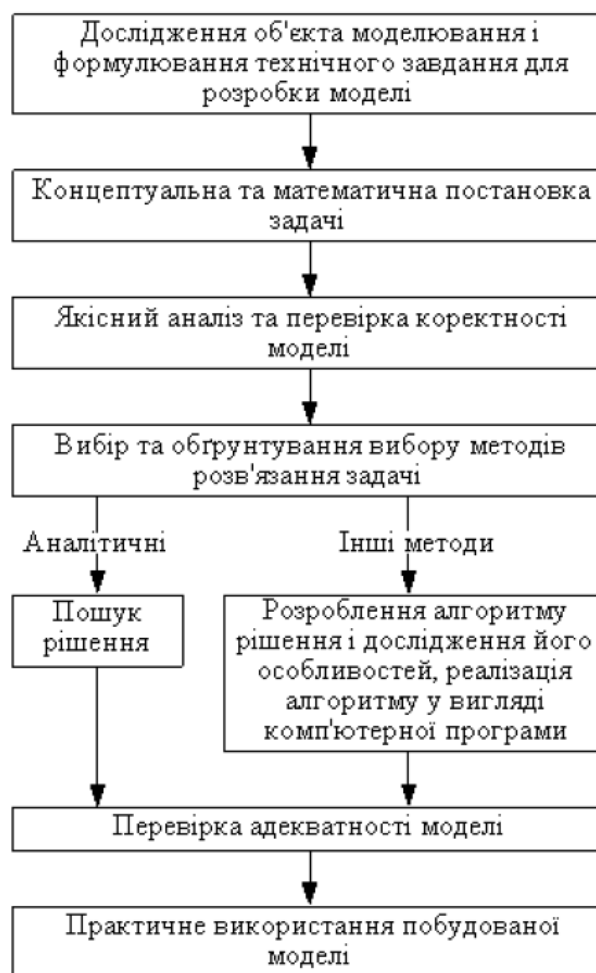 Дослідження об'єкта моделювання і
формулювання технічного завдання для
розробки моделі
Концептуальна та математична постановка
задачі
Якісний аналіз та перевірка коректності
моделі
Вибір та обґрунтування вибору методів
розв'язання задачі
Аналітичні
Інші методи
Пошук
рішення
Розроблення алгоритму
рішення і дослідження його
особливостей, реалізація
алгоритму у вигляді
комп'ютерної програми
Перевірка адекватності моделі
Практичне використання побудованої
моделі